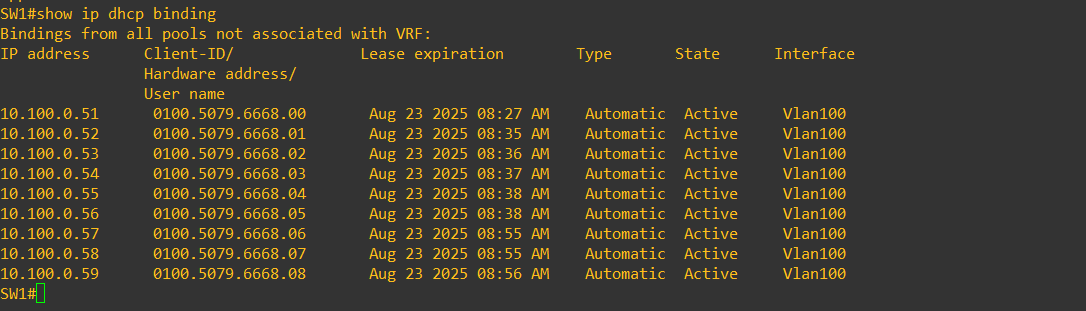 SW1#show ip dhcp binding
Bindings from all pools not associated with VRF:
IP address      Client-ID/              Lease expiration        Type       State      Interface
                Hardware address/
                User name
10.100.0.51      0100.5079.6668.00       Aug 23 2025 08:27 AM    Automatic  Active     Vlan100
10.100.0.52      0100.5079.6668.01       Aug 23 2025 08:35 AM    Automatic  Active     Vlan100
10.100.0.53      0100.5079.6668.02       Aug 23 2025 08:36 AM    Automatic  Active     Vlan100
10.100.0.54      0100.5079.6668.03       Aug 23 2025 08:37 AM    Automatic  Active     Vlan100
10.100.0.55      0100.5079.6668.04       Aug 23 2025 08:38 AM    Automatic  Active     Vlan100
10.100.0.56      0100.5079.6668.05       Aug 23 2025 08:38 AM    Automatic  Active     Vlan100
10.100.0.57      0100.5079.6668.06       Aug 23 2025 08:55 AM    Automatic  Active     Vlan100
10.100.0.58      0100.5079.6668.07       Aug 23 2025 08:55 AM    Automatic  Active     Vlan100
10.100.0.59      0100.5079.6668.08       Aug 23 2025 08:56 AM    Automatic  Active     Vlan100
SW1#